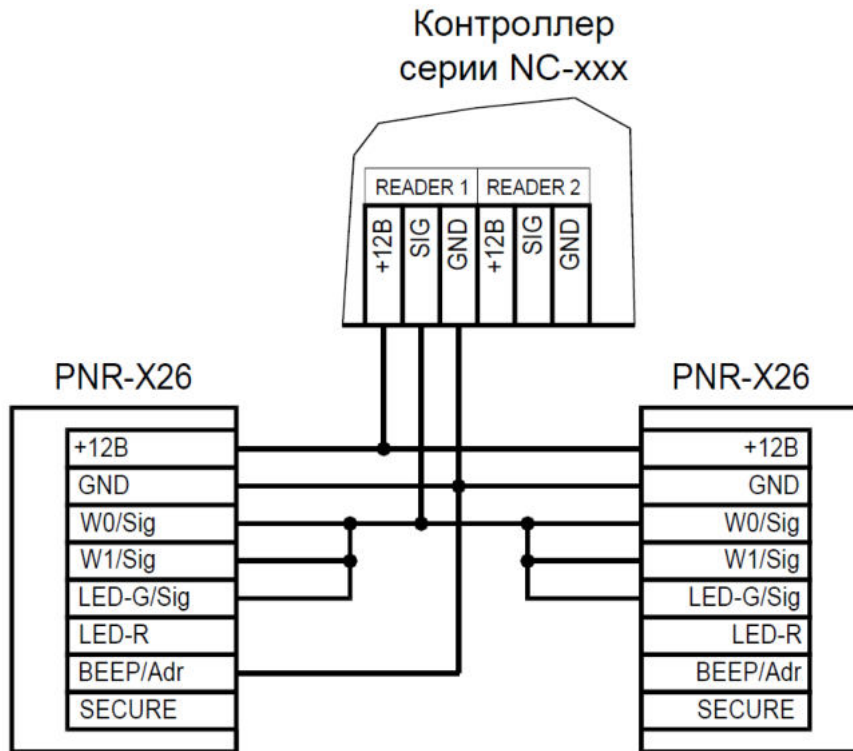 Контроллер
серии NC-xxx
READER 1 READER 2
+12В SIG GND +12В SIG GND
PNR-X26
+12В
GND
W0/Sig
W1/Sig
LED-G/Sig
LED-R
BEEP/Adr
SECURE
PNR-X26
+12В
GND
W0/Sig
W1/Sig
LED-G/Sig
LED-R
BEEP/Adr
SECURE